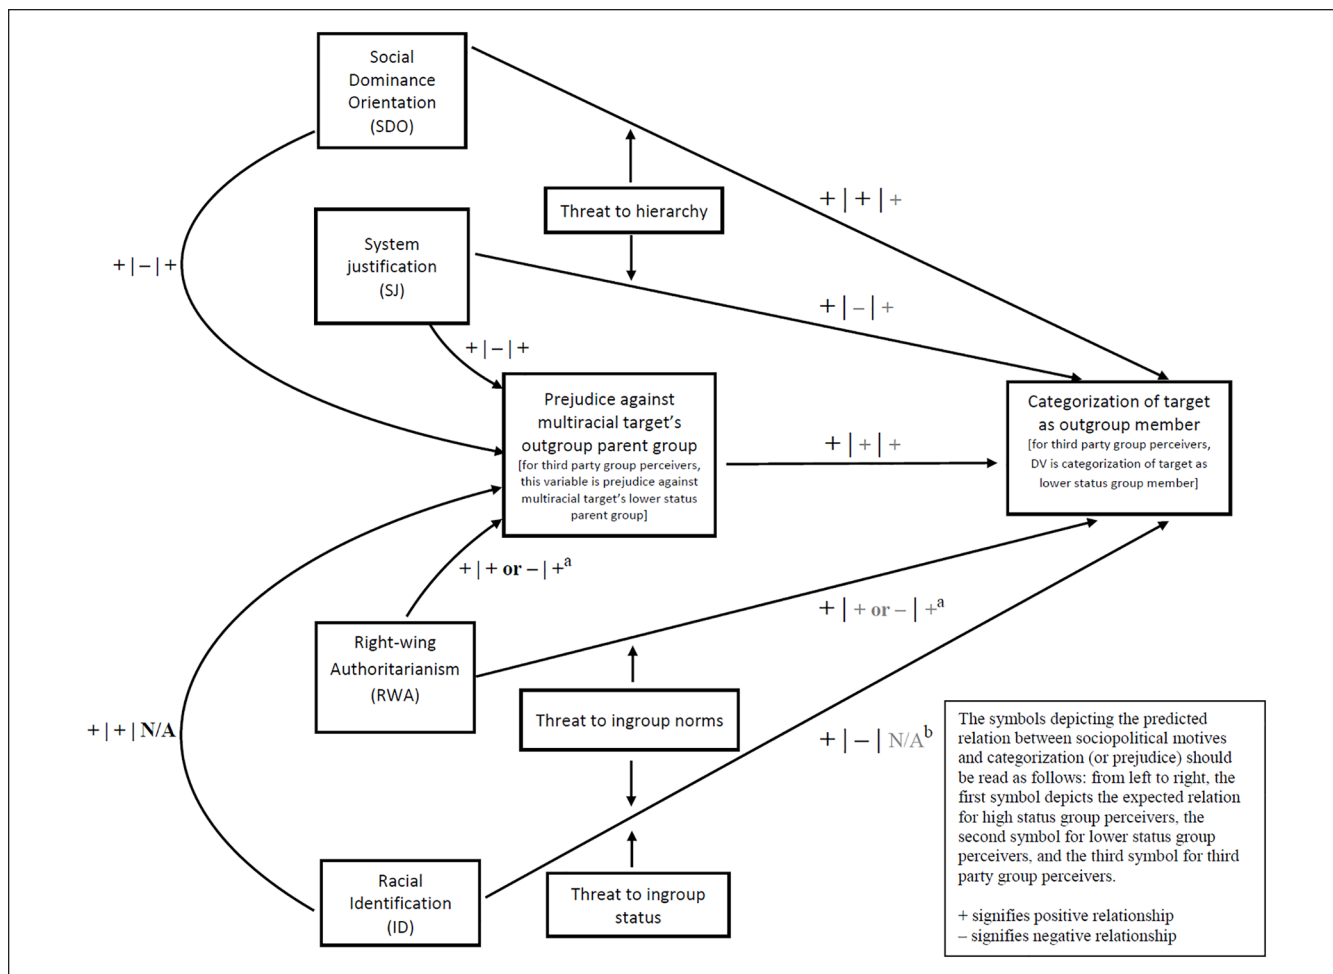 Social
Dominance
Orientation
(SDO)
+ | + | +
Threat to hierarchy
System
justification
(SJ)
+ | – | +
+ | – | +
+ | – | +
Prejudice against
multiracial target's
outgroup parent group
[for third party group perceivers,
this variable is prejudice against
multiracial target's lower status
parent group]
+ | + | +
Categorization of target
as outgroup member
[for third party group perceivers,
DV is categorization of target as
lower status group member]
+ | + or – | +a
+ | + or – | +a
Right-wing
Authoritarianism
(RWA)
Threat to ingroup norms
+ | + | N/A
+ | – | N/Ab
Racial
Identification
(ID)
Threat to ingroup
status
The symbols depicting the predicted
relation between sociopolitical motives
and categorization (or prejudice) should
be read as follows: from left to right, the
first symbol depicts the expected relation
for high status group perceivers, the
second symbol for lower status group
perceivers, and the third symbol for third
party group perceivers.
+ signifies positive relationship
– signifies negative relationship